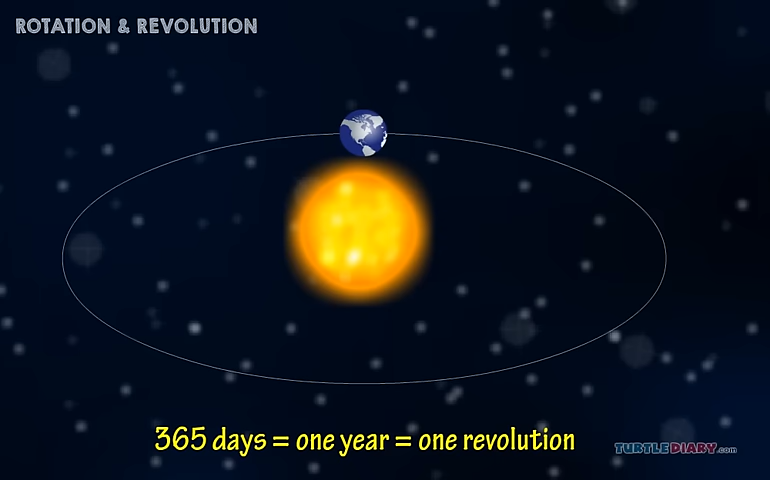 ROTATION & REVOLUTION
365 days = one year = one revolution
TURTLEDIARY.com